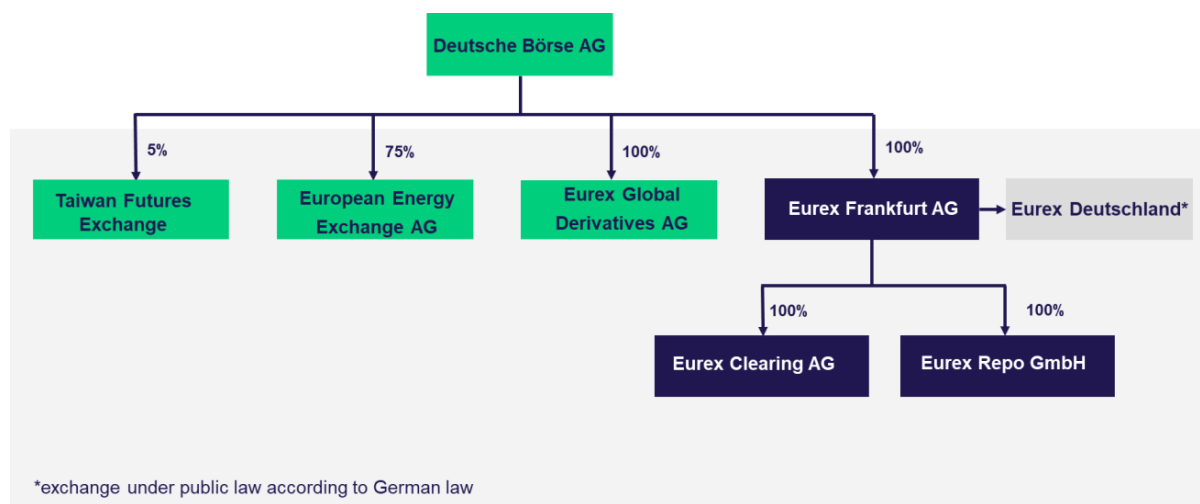 Deutsche Börse AG
5%
75%
100%
100%
Taiwan Futures
Exchange
European Energy
Exchange AG
Eurex Global
Derivatives AG
Eurex Frankfurt AG
Eurex Deutschland*
100%
100%
Eurex Clearing AG
Eurex Repo GmbH
*exchange under public law according to German law